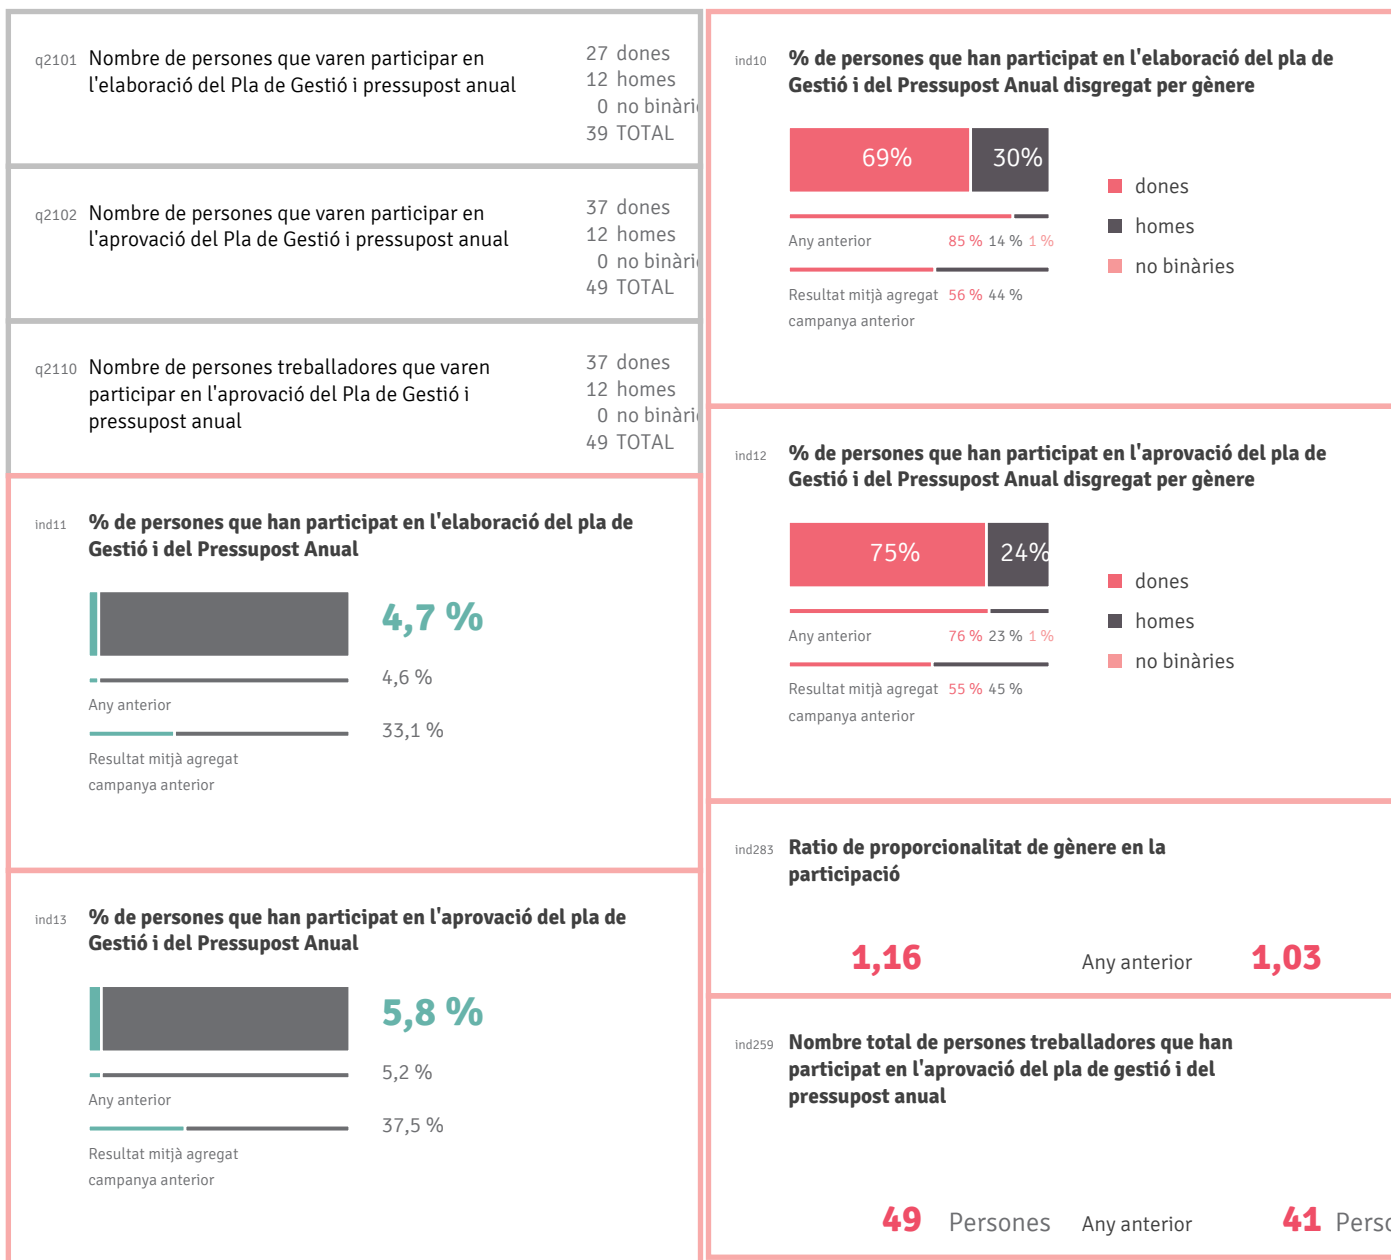 q2101 Nombre de persones que varen participar en
l'elaboració del Pla de Gestió i pressupost anual
27 dones
12 homes
0 no binàri
39 TOTAL
q2102 Nombre de persones que varen participar en
l'aprovació del Pla de Gestió i pressupost anual
37 dones
12 homes
0 no binàri
49 TOTAL
q2110 Nombre de persones treballadores que varen
participar en l'aprovació del Pla de Gestió i
pressupost anual
37 dones
12 homes
0 no binàri
49 TOTAL
ind11 % de persones que han participat en l'elaboració del pla de
Gestió i del Pressupost Anual
4,7 %
4,6 %
Any anterior
33,1 %
Resultat mitjà agregat
campanya anterior
ind13 % de persones que han participat en l'aprovació del pla de
Gestió i del Pressupost Anual
5,8 %
5,2 %
Any anterior
37,5 %
Resultat mitjà agregat
campanya anterior
ind10 % de persones que han participat en l'elaboració del pla de
Gestió i del Pressupost Anual disgregat per gènere
69% 30%
dones
homes
no binàries
Any anterior 85 % 14 % 1 %
Resultat mitjà agregat 56 % 44 %
campanya anterior
ind12 % de persones que han participat en l'aprovació del pla de
Gestió i del Pressupost Anual disgregat per gènere
75% 24%
dones
homes
no binàries
Any anterior 76 % 23 % 1 %
Resultat mitjà agregat 55 % 45 %
campanya anterior
ind283 Ratio de proporcionalitat de gènere en la
participació
1,16 Any anterior 1,03
ind259 Nombre total de persones treballadores que han
participat en l'aprovació del pla de gestió i del
pressupost anual
49 Persones Any anterior 41 Perso